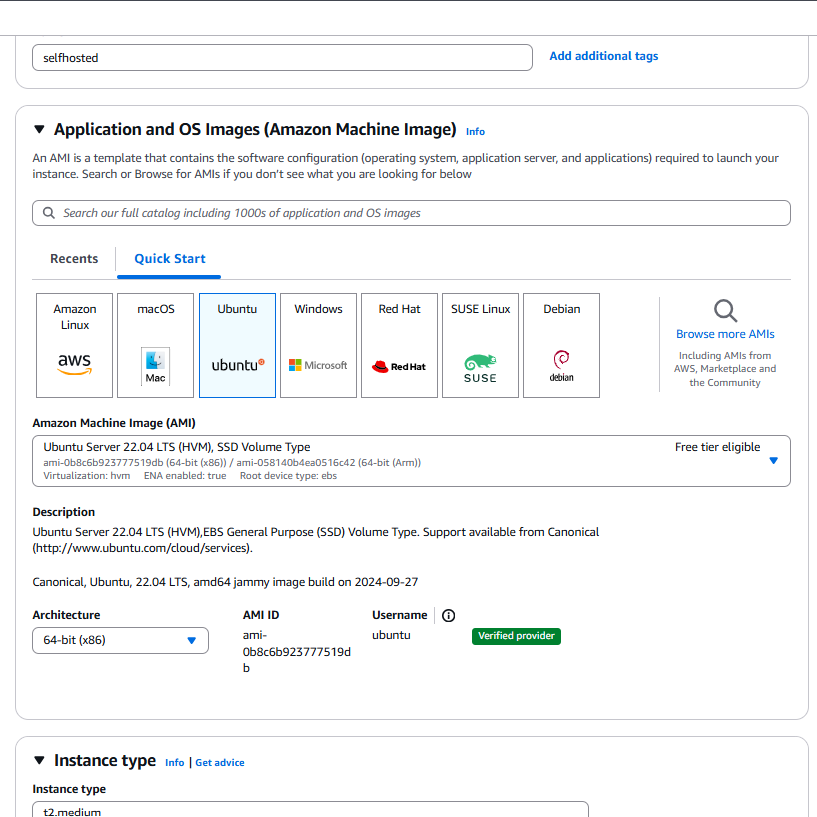 selfhosted
Add additional tags
Application and OS Images (Amazon Machine Image) Info
An AMI is a template that contains the software configuration (operating system, application server, and applications) required to launch your
instance. Search or Browse for AMIs if you don't see what you are looking for below
Search our full catalog including 1000s of application and OS images
Recents
Quick Start
Amazon
Linux
aws
macOS
Mac
Ubuntu
ubuntu
Windows
Microsoft
Red Hat
Red Hat
SUSE Linux
SUSE
Debian
debian
Browse more AMIs
Including AMIs from
AWS, Marketplace and
the Community
Amazon Machine Image (AMI)
Ubuntu Server 22.04 LTS (HVM), SSD Volume Type
Free tier eligible
ami-0b8c6b923777519db (64-bit (x86)) / ami-058140b4ea0516c42 (64-bit (Arm))
Virtualization: hvm ENA enabled: true Root device type: ebs
Description
Ubuntu Server 22.04 LTS (HVM),EBS General Purpose (SSD) Volume Type. Support available from Canonical
(http://www.ubuntu.com/cloud/services).
Canonical, Ubuntu, 22.04 LTS, amd64 jammy image build on 2024-09-27
Architecture
64-bit (x86)
AMI ID
ami-
0b8c6b923777519d
b
Username
ubuntu
Verified provider
Instance type Info | Get advice
Instance type
t2.medium